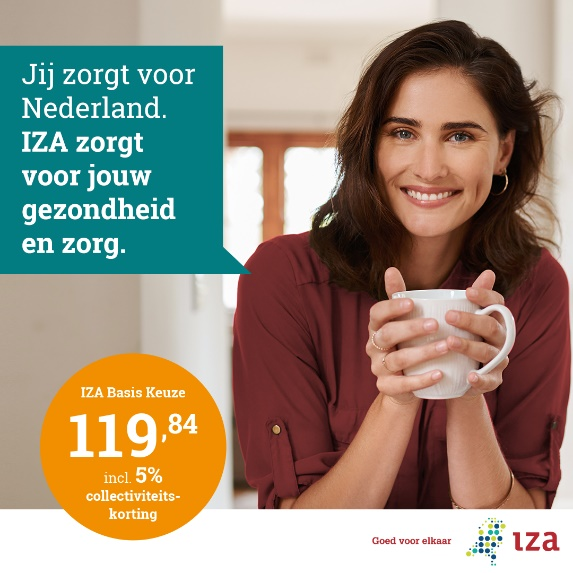 Jij zorgt voor
Nederland.
IZA zorgt
voor jouw
gezondheid
en zorg.
IZA Basis Keuze
119,84
incl. 5%
collectiviteits-
korting
Goed voor elkaar
ıza